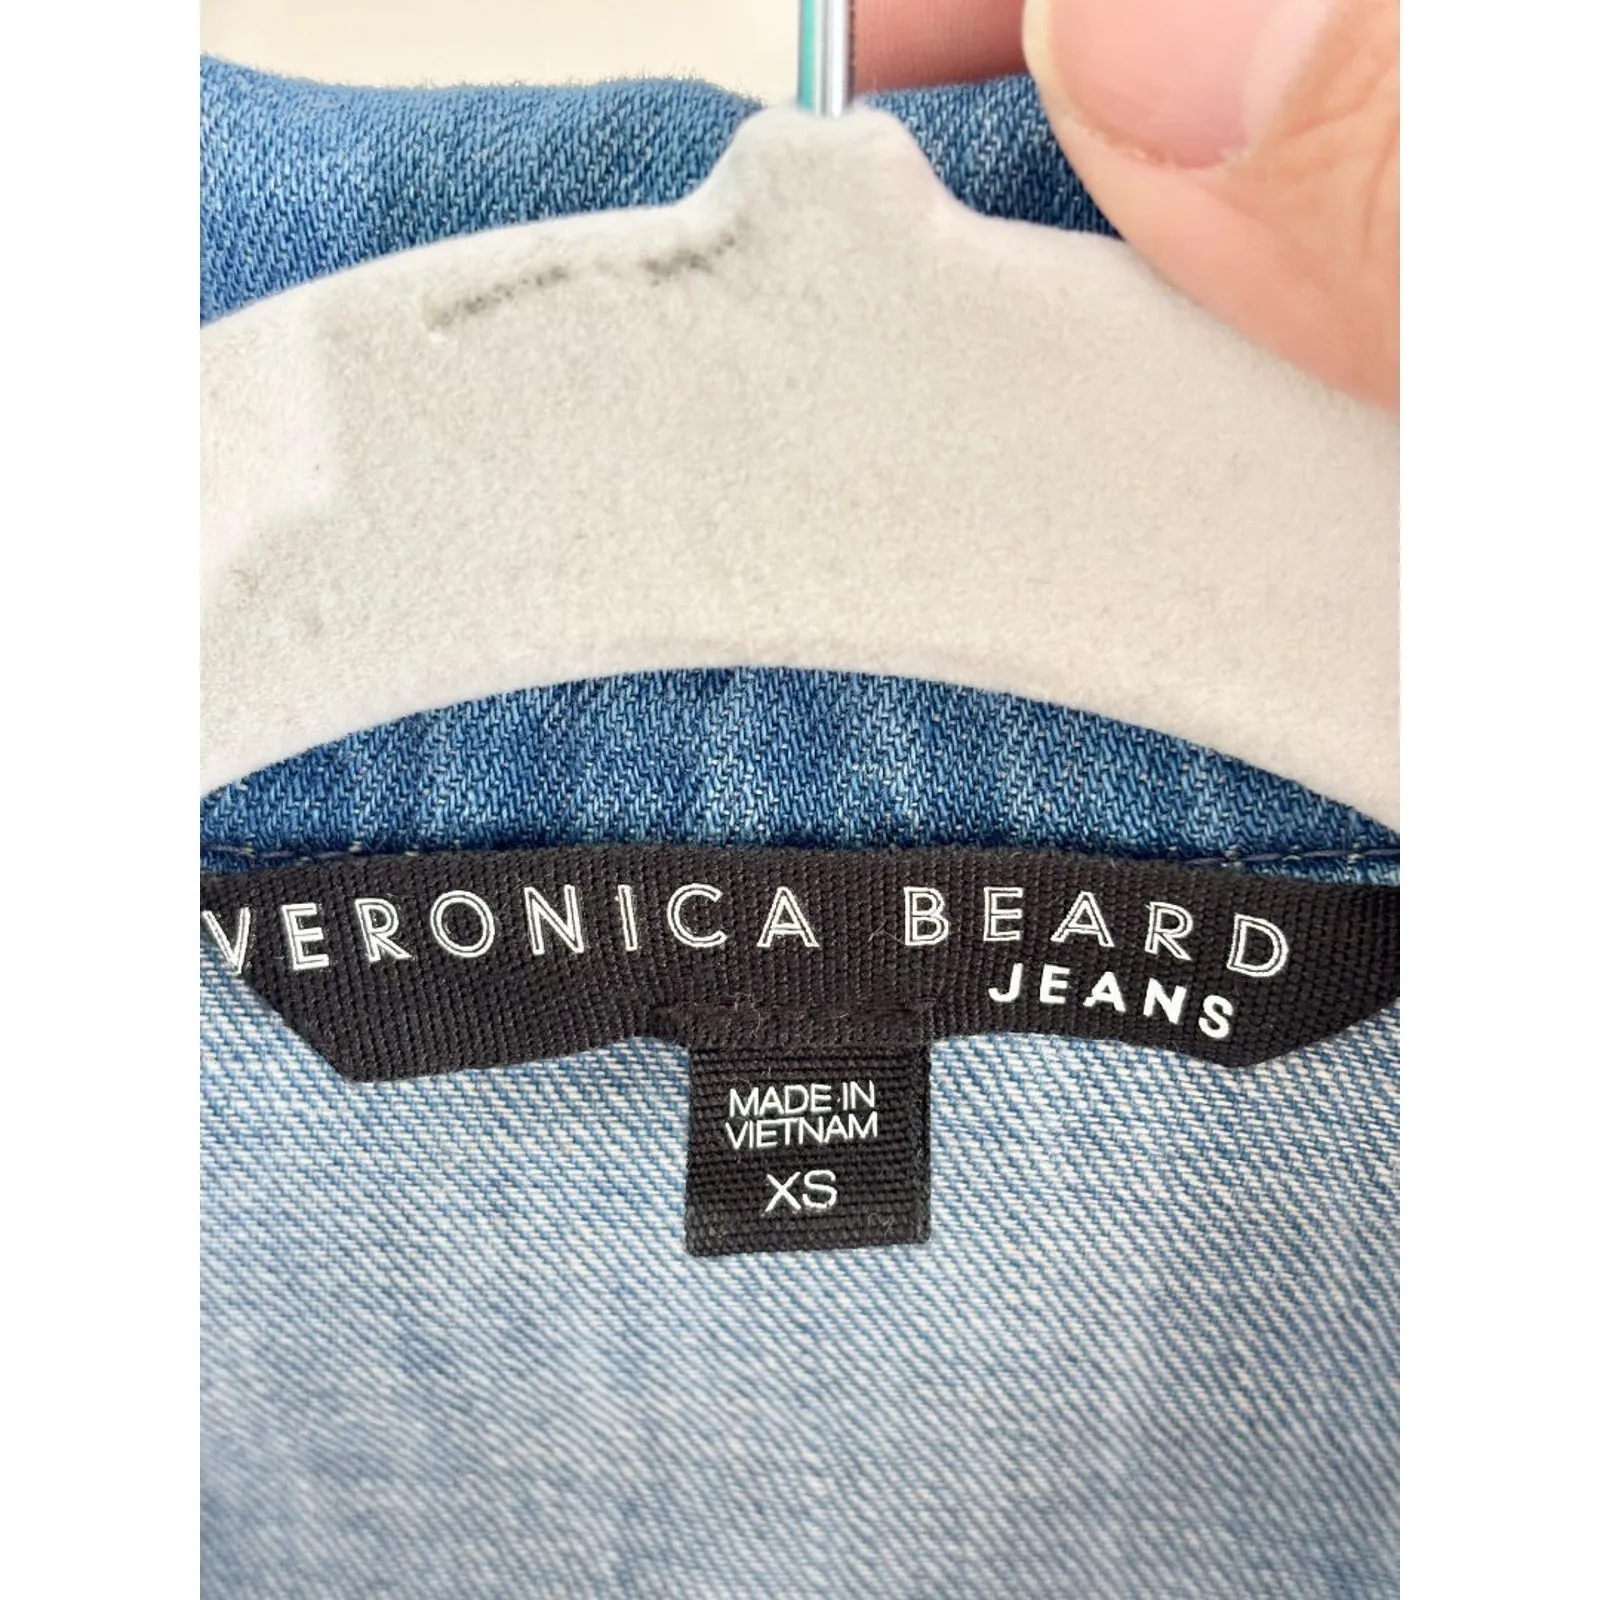 VERONICA BEARD
JEANS
MADE IN
VIETNAM
XS